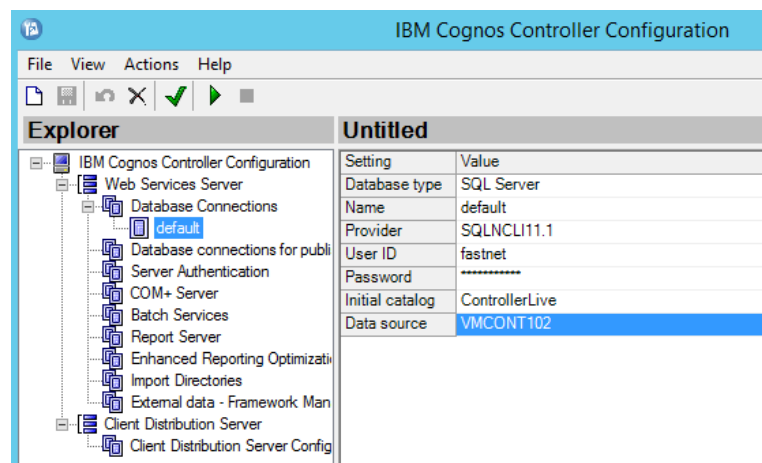 IBM Cognos Controller Configuration
File View Actions Help
Explorer
IBM Cognos Controller Configuration
Web Services Server
Database Connections
default
Database connections for publi
Server Authentication
COM+ Server
Batch Services
Report Server
Enhanced Reporting Optimizati
Import Directories
External data - Framework Man
Client Distribution Server
Client Distribution Server Config
Untitled
Setting Value
Database type SQL Server
Name default
Provider SQLNCLI11.1
User ID fastnet
Password ***********
Initial catalog ControllerLive
Data source VMCONT102